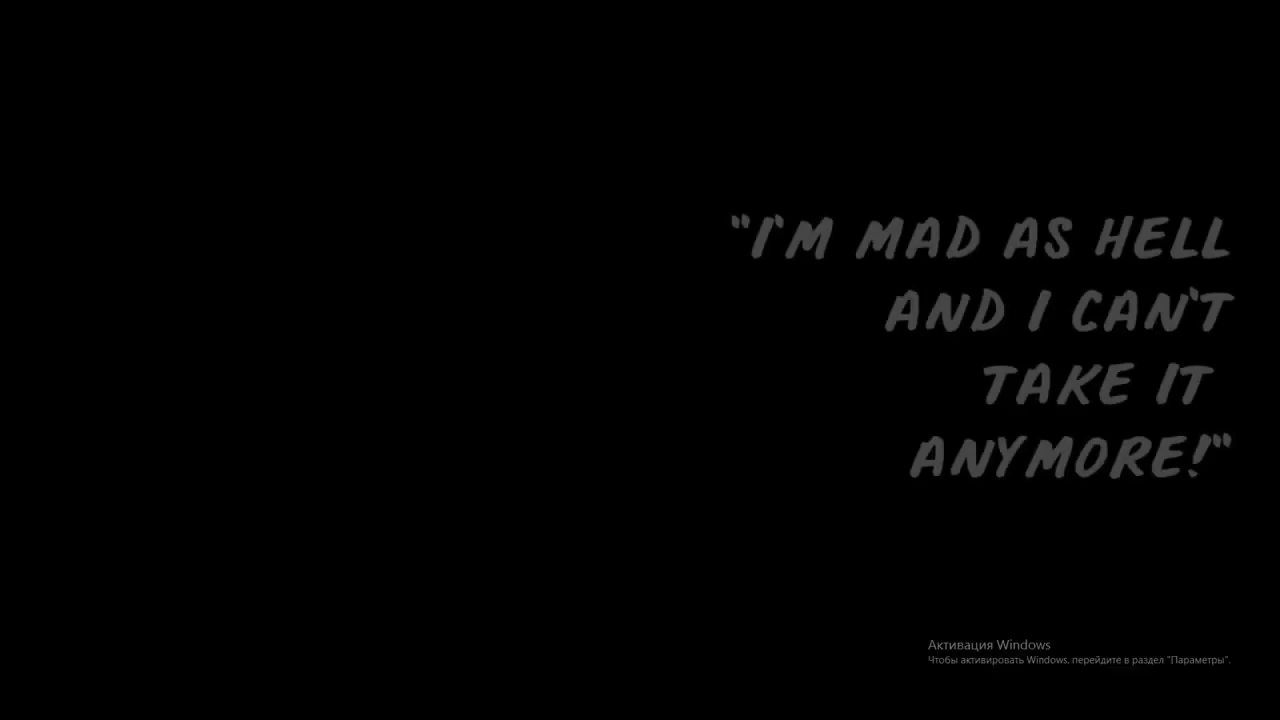 "I'M MAD AS HELL
AND I CAN'T
TAKE IT
ANYMORE!"
Активация Windows
Чтобы активировать Windows, перейдите в раздел "Параметры".